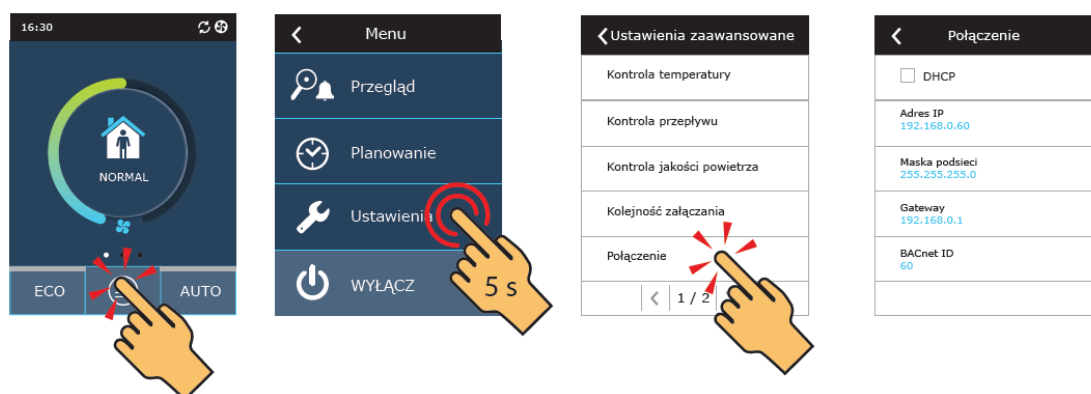 16:30
NORMAL
ECO
AUTO
Menu
Przegląd
Planowanie
Ustawienia
WYŁĄCZ
5 s
Ustawienia zaawansowane
Kontrola temperatury
Kontrola przepływu
Kontrola jakości powietrza
Kolejność załączania
Połączenie
1 / 2
Połączenie
DHCP
Adres IP
192.168.0.60
Maska podsieci
255.255.255.0
Gateway
192.168.0.1
BACnet ID
60